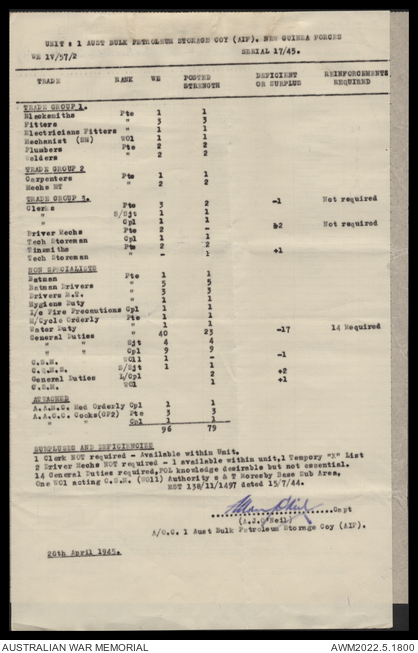 UNIT : 1 AUST BULK PETROLEUM STORAGE COY (AIF). NEW GUINEA FORCES
WE IV/57/2 SERIAL 17/45.
TRADE RANK WE POSTED STRENGTH DEFICIENT OR SURPLUS REINFORCEMENTS REQUIRED
TRADE GROUP 1.
Blacksmiths Pte 1 1
Fitters " 3 3
Electricians Fitters " 1 1
Mechanist (EM) WO1 1 1
Plumbers Pte 2 2
Welders " 2 2
TRADE GROUP 2
Carpenters Pte 1 1
Mechs MT " 2 2
TRADE GROUP 3.
Clerks Pte 3 2 -1 Not required
" S/Sjt 1 1
" Cpl 1 1
Driver Mechs Pte 2 - -2 Not required
Tech Storeman Cpl 1 1
Tinsmiths Pte 2 2
Tech Storeman " - 1 +1
NON SPECIALISTS
Batman Pte 1 1
Batman Drivers " 5 5
Drivers M.T. " 3 3
Hygiene Duty " 1 1
I/c Fire Precautions Cpl 1 1
M/Cycle Orderly Pte 1 1
Water Duty " 1 1
General Duties " 40 23 -17 14 Required
" " Sjt 4 4
" " Cpl 9 9
C.S.M. WO11 1 - -1
C.Q.M.S. S/Sjt 1 1
General Duties L/Cpl 2 +2
C.S.M. WO1 1 +1
ATTACHED
A.A.M.C. Med Orderly Cpl 1 1
A.A.C.C. Cooks(GP2) Pte 3 3
" Cpl 1 1
96 79
SURPLUSES AND DEFICIENCIES
1 Clerk NOT required - Available within Unit.
2 Driver Mechs NOT required - 1 available within unit,1 Tempory "X" List
14 General Duties required,POL knowledge desirable but not essential.
One WO1 acting C.S.M. (WO11) Authority S & T Moresby Base Sub Area,
MST 138/11/1497 dated 15/7/44.
Capt
(A.J.O'Neil)
A/O.C. 1 Aust Bulk Petroleum Storage Coy (AIF).
26th April 1945.
AUSTRALIAN WAR MEMORIAL AWM2022.5.1806